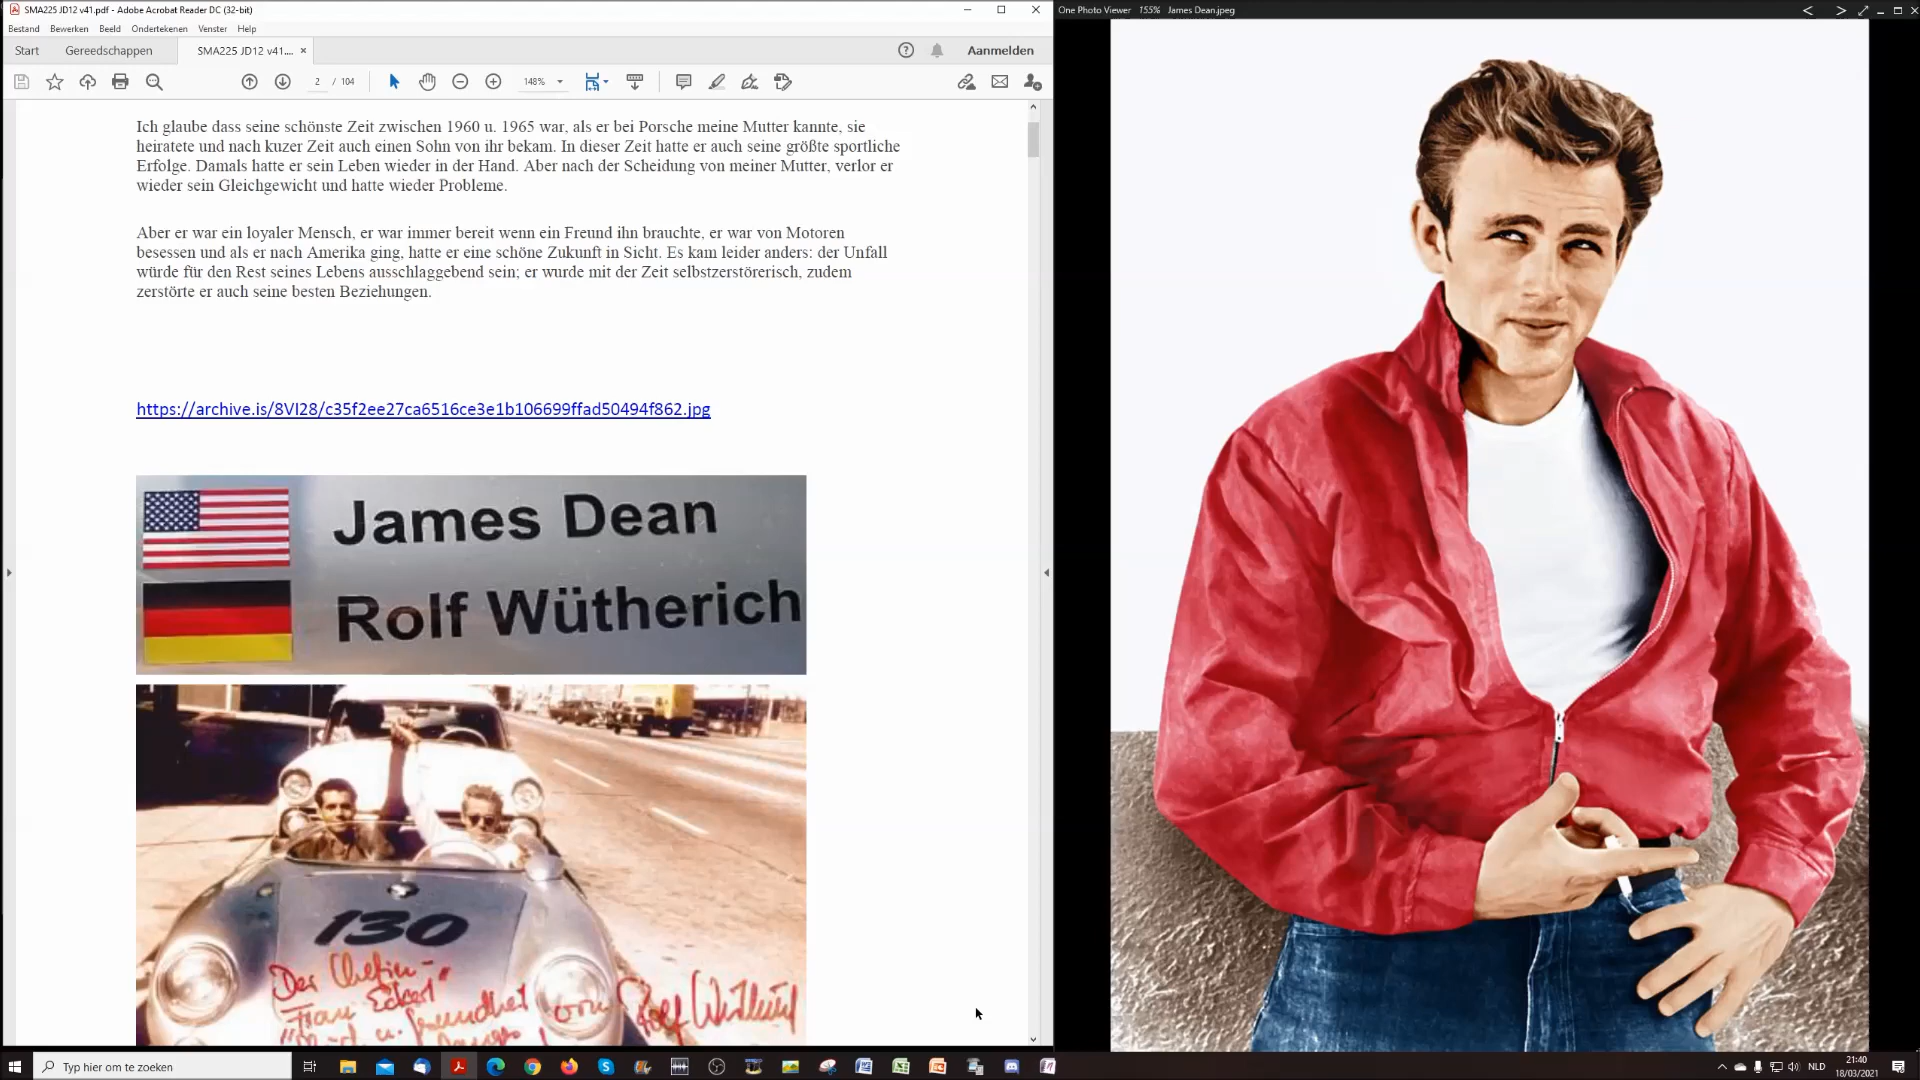 SMA225 JD12 v41.pdf - Adobe Acrobat Reader DC (32-bit)
Bestand Bewerken Beeld Ondertekenen Venster Help
Start Gereedschappen SMA225 JD12 v41.... × Aanmelden
2 / 104 148%
Ich glaube dass seine schönste Zeit zwischen 1960 u. 1965 war, als er bei Porsche meine Mutter kannte, sie
heiratete und nach kuzer Zeit auch einen Sohn von ihr bekam. In dieser Zeit hatte er auch seine größte sportliche
Erfolge. Damals hatte er sein Leben wieder in der Hand. Aber nach der Scheidung von meiner Mutter, verlor er
wieder sein Gleichgewicht und hatte wieder Probleme.
Aber er war ein loyaler Mensch, er war immer bereit wenn ein Freund ihn brauchte, er war von Motoren
besessen und als er nach Amerika ging, hatte er eine schöne Zukunft in Sicht. Es kam leider anders: der Unfall
würde für den Rest seines Lebens ausschlaggebend sein; er wurde mit der Zeit selbstzerstörerisch, zudem
zerstörte er auch seine besten Beziehungen.
https://archive.is/8VI28/c35f2ee27ca6516ce3e1b106699ffad50494f862.jpg
James Dean
Rolf Wütherich
130
Der Chefin -
Frau Eckert
von Rolf Wütherich
One Photo Viewer 155% James Dean.jpeg
Typ hier om te zoeken
NLD
21:40
18/03/2021